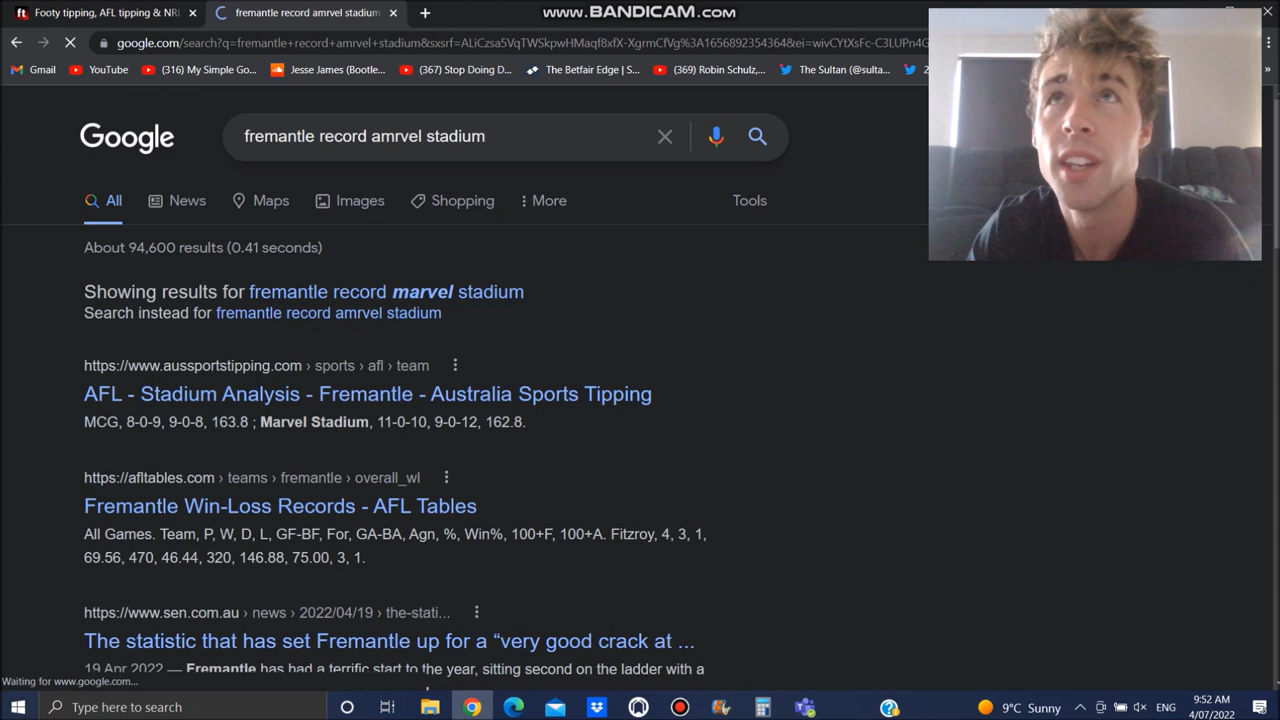 www.BANDICAM.com
Footy tipping, AFL tipping & NRL
fremantle record amrvel stadium
google.com/search?q=fremantle+record+amrvel+stadium&sxsrf=ALiCzsa5VqTWSkpwHMaqf8xfX-XgrmCfVg%3A1656892354364&ei=wivCYtXsFc-C3LUPn4G
Gmail
YouTube
(316) My Simple Go...
Jesse James (Bootle...
(367) Stop Doing D...
The Betfair Edge | S...
(369) Robin Schulz,...
The Sultan (@sulta...
2
»
Google
fremantle record amrvel stadium
All
News
Maps
Images
Shopping
More
Tools
About 94,600 results (0.41 seconds)
Showing results for fremantle record marvel stadium
Search instead for fremantle record amrvel stadium
https://www.aussportstipping.com › sports › afl › team
AFL - Stadium Analysis - Fremantle - Australia Sports Tipping
MCG, 8-0-9, 9-0-8, 163.8 ; Marvel Stadium, 11-0-10, 9-0-12, 162.8.
https://afltables.com › teams › fremantle › overall_wl
Fremantle Win-Loss Records - AFL Tables
All Games. Team, P, W, D, L, GF-BF, For, GA-BA, Agn, %, Win%, 100+F, 100+A. Fitzroy, 4, 3, 1,
69.56, 470, 46.44, 320, 146.88, 75.00, 3, 1.
https://www.sen.com.au › news › 2022/04/19 › the-stati...
The statistic that has set Fremantle up for a “very good crack at ...
19 Apr 2022 — Fremantle has had a terrific start to the year, sitting second on the ladder with a
Waiting for www.google.com...
Type here to search
9°C Sunny
ENG
9:52 AM
4/07/2022